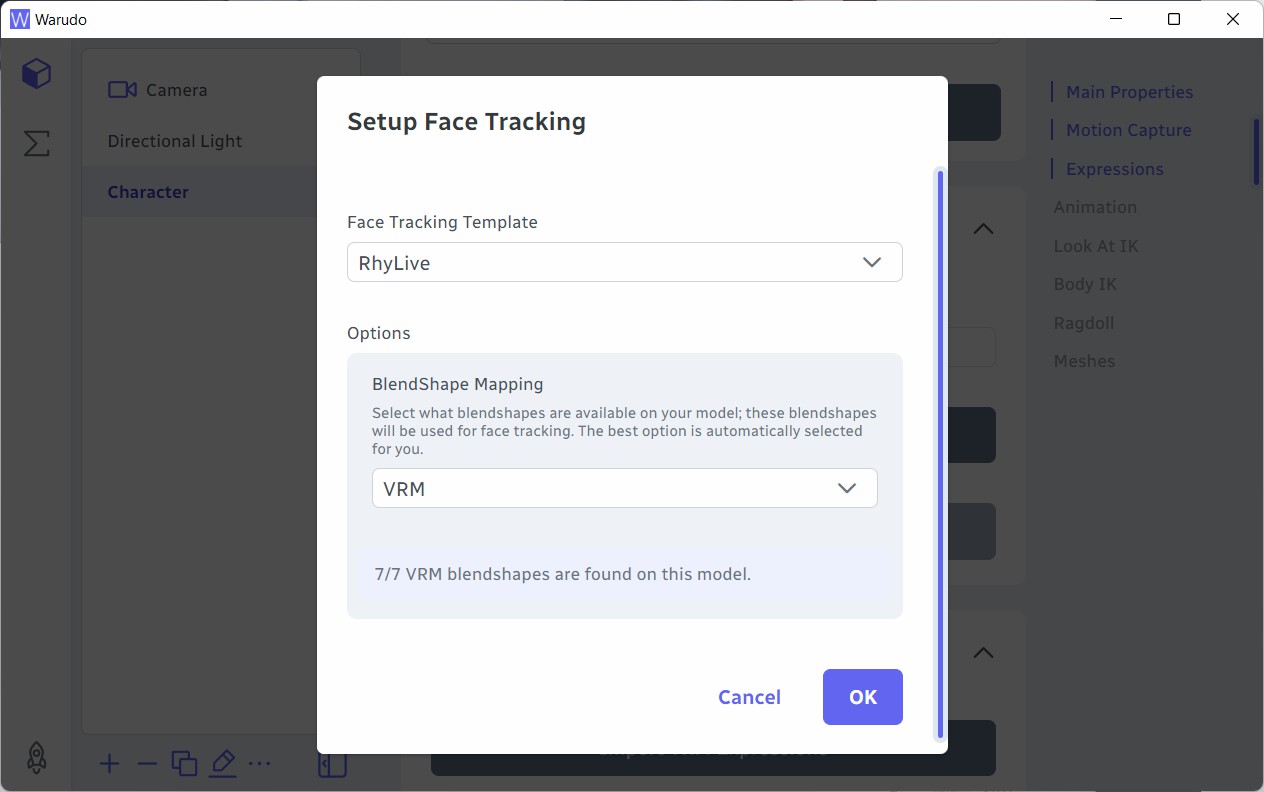 Warudo
Camera
Directional Light
Character
Setup Face Tracking
Face Tracking Template
RhyLive
Options
BlendShape Mapping
Select what blendshapes are available on your model; these blendshapes
will be used for face tracking. The best option is automatically selected
for you.
VRM
7/7 VRM blendshapes are found on this model.
Cancel
OK
Main Properties
Motion Capture
Expressions
Animation
Look At IK
Body IK
Ragdoll
Meshes